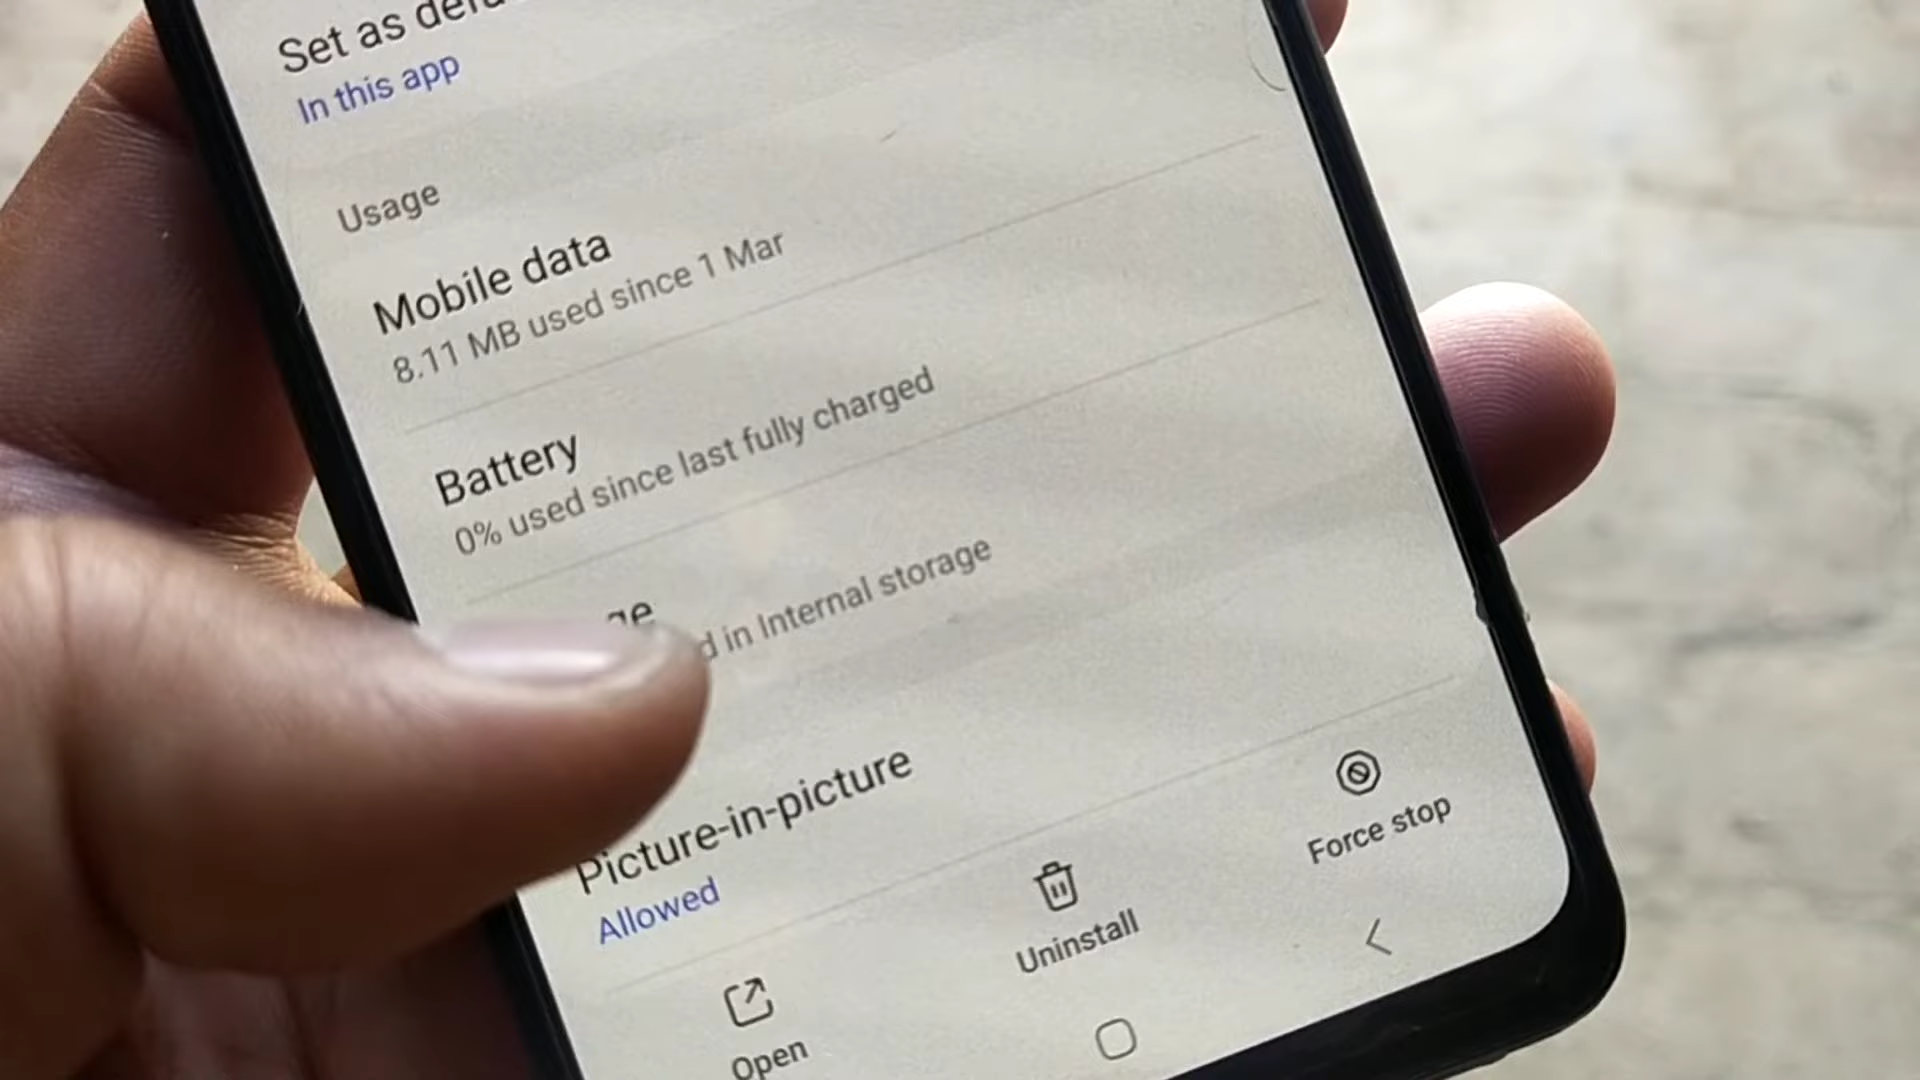 Set as
In this app
Usage
Mobile data
8.11 MB used since 1 Mar
Battery
0% used since last fully charged
in Internal storage
Picture-in-picture
Allowed
Open
Uninstall
Force stop